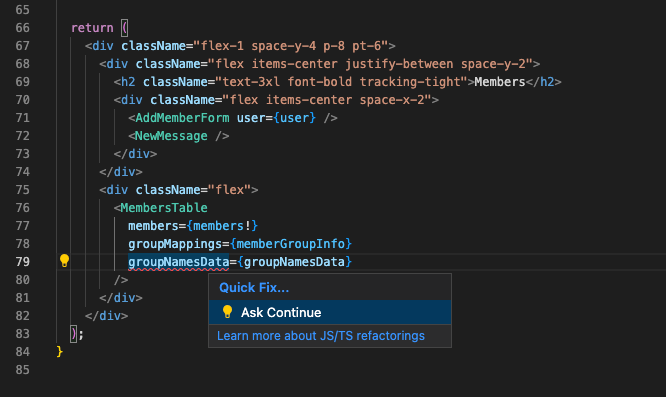 65
66 return (
67 <div className="flex-1 space-y-4 p-8 pt-6">
68 <div className="flex items-center justify-between space-y-2">
69 <h2 className="text-3xl font-bold tracking-tight">Members</h2>
70 <div className="flex items-center space-x-2">
71 <AddMemberForm user={user} />
72 <NewMessage />
73 </div>
74 </div>
75 <div className="flex">
76 <MembersTable
77 members={members!}
78 groupMappings={memberGroupInfo}
79 groupNamesData={groupNamesData}
80 />
81 </div>
82 </div>
83 );
84 }
85
Quick Fix...
Ask Continue
Learn more about JS/TS refactorings